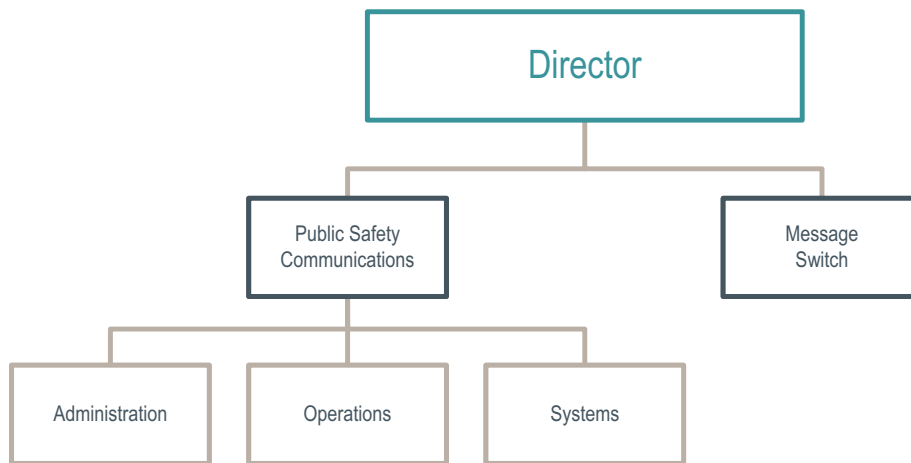 Director
Public Safety
Communications
Message
Switch
Administration
Operations
Systems